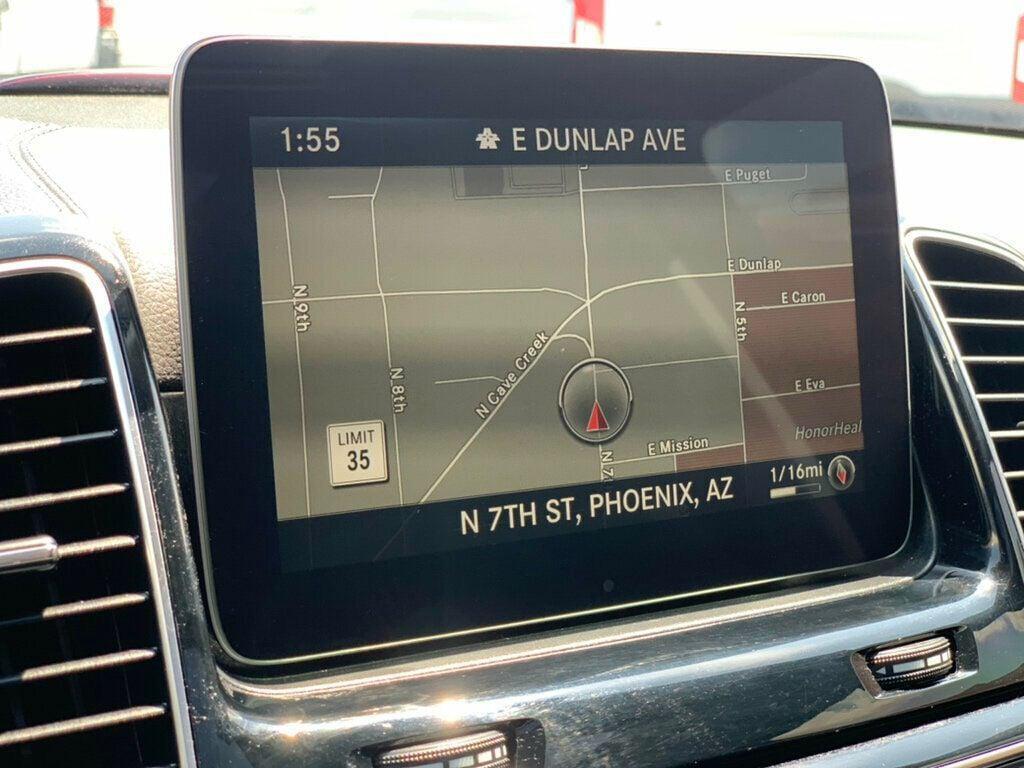 1:55
E DUNLAP AVE
E Puget
E Dunlap
N 9th
E Caron
N 5th
N Cave Creek
N 8th
E Eva
LIMIT
35
HonorHeal
E Mission
N 7
1/16mi
N 7TH ST, PHOENIX, AZ